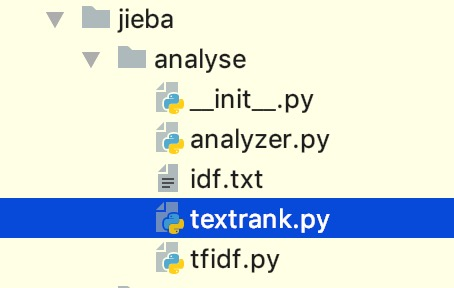 jieba
analyse
__init__.py
analyzer.py
idf.txt
textrank.py
tfidf.py